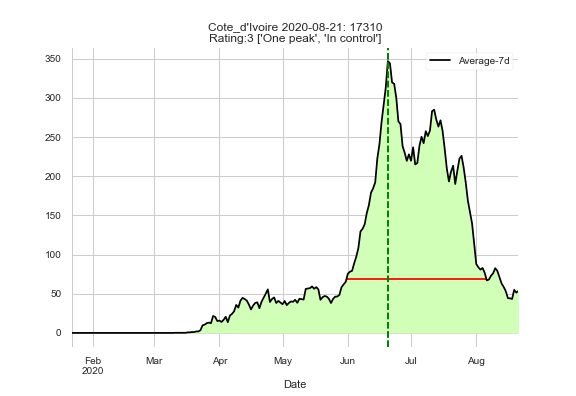 Cote_d'Ivoire 2020-08-21: 17310
Rating:3 ['One peak', 'In control']
Average-7d
350
300
250
200
150
100
50
0
Feb
2020
Mar
Apr
May
Jun
Jul
Aug
Date